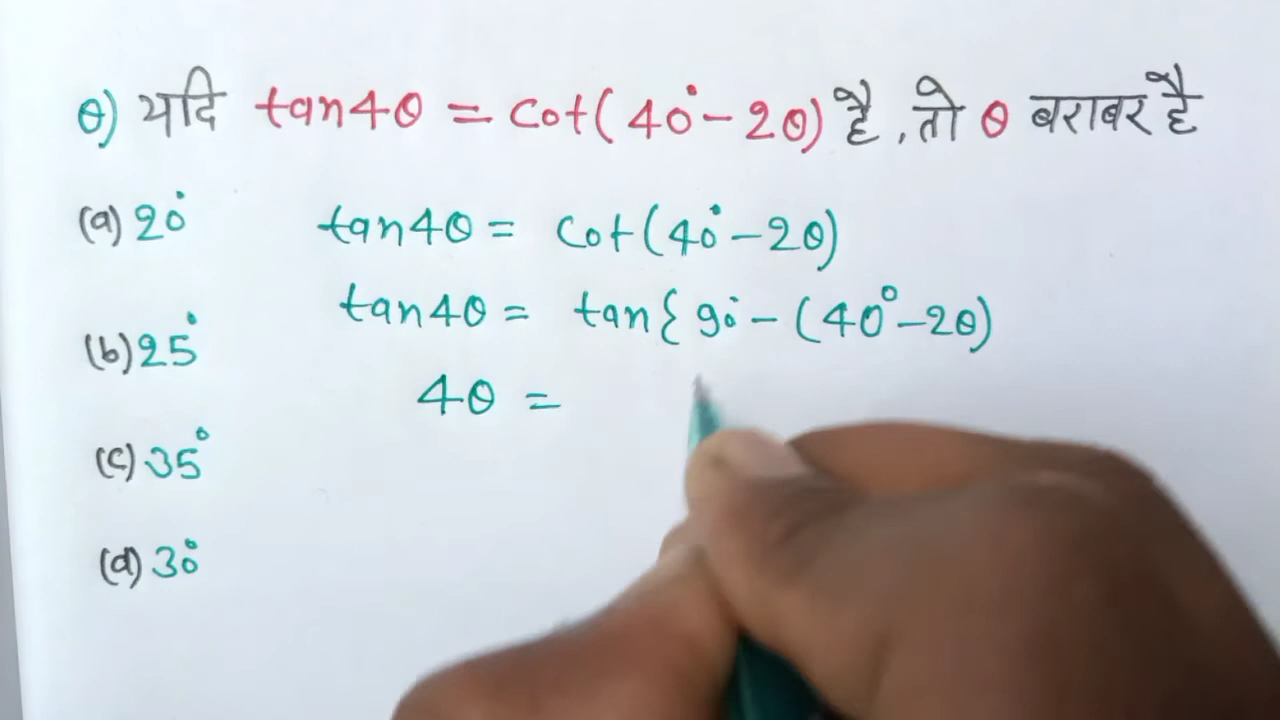 θ) यदि tan4θ = cot(40°-2θ) है, तो θ बराबर है
(a) 20°
tan4θ = cot(40°-2θ)
tan4θ = tan{90°-(40°-2θ)
(b) 25°
4θ =
(c) 35°
(d) 30°